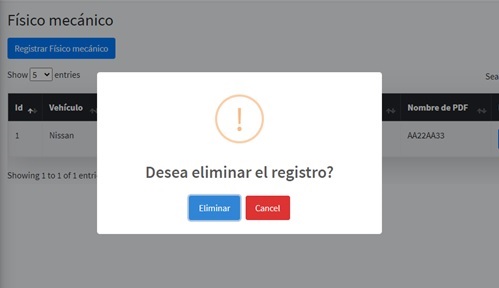 Físico mecánico
Registrar Físico mecánico
Show 5 entries
Sea
Id Vehículo Nombre de PDF
1 Nissan AA22AA33
Showing 1 to 1 of 1 entri
!
Desea eliminar el registro?
Eliminar Cancel